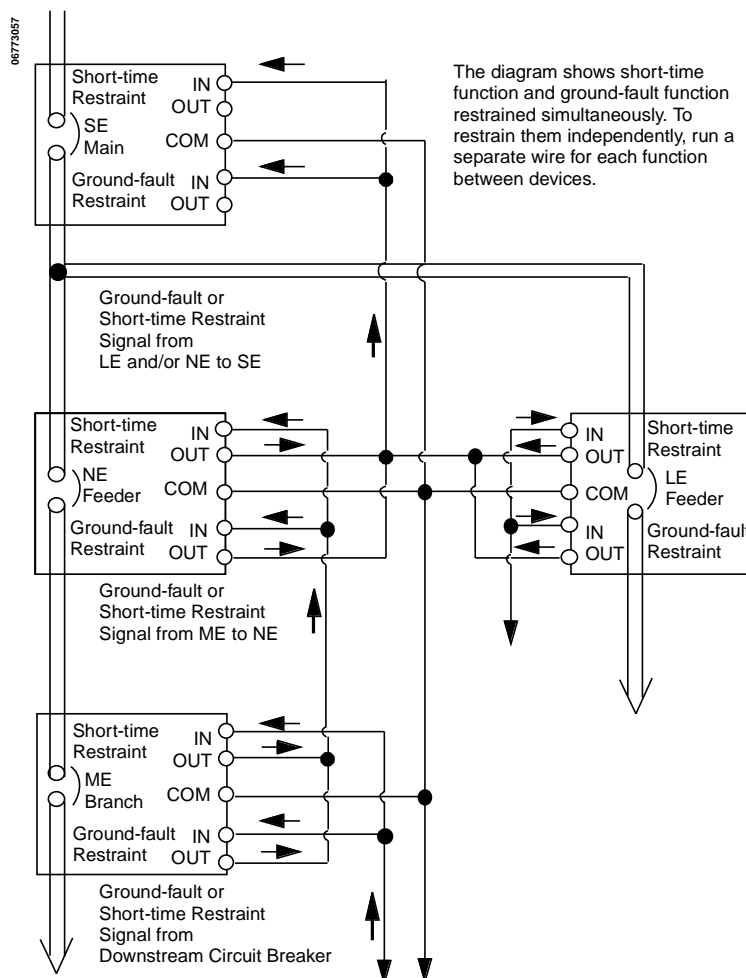 06773057
The diagram shows short-time
function and ground-fault function
restrained simultaneously. To
restrain them independently, run a
separate wire for each function
between devices.
Short-time
Restraint
IN
OUT
SE
Main
COM
Ground-fault
Restraint
IN
OUT
Ground-fault or
Short-time Restraint
Signal from
LE and/or NE to SE
Short-time
Restraint
IN
OUT
NE
Feeder
COM
Ground-fault
Restraint
IN
OUT
IN
OUT
COM
IN
OUT
Short-time
Restraint
LE
Feeder
Ground-fault
Restraint
Ground-fault or
Short-time Restraint
Signal from ME to NE
Short-time
Restraint
IN
OUT
ME
Branch
COM
Ground-fault
Restraint
IN
OUT
Ground-fault or
Short-time Restraint
Signal from
Downstream Circuit Breaker